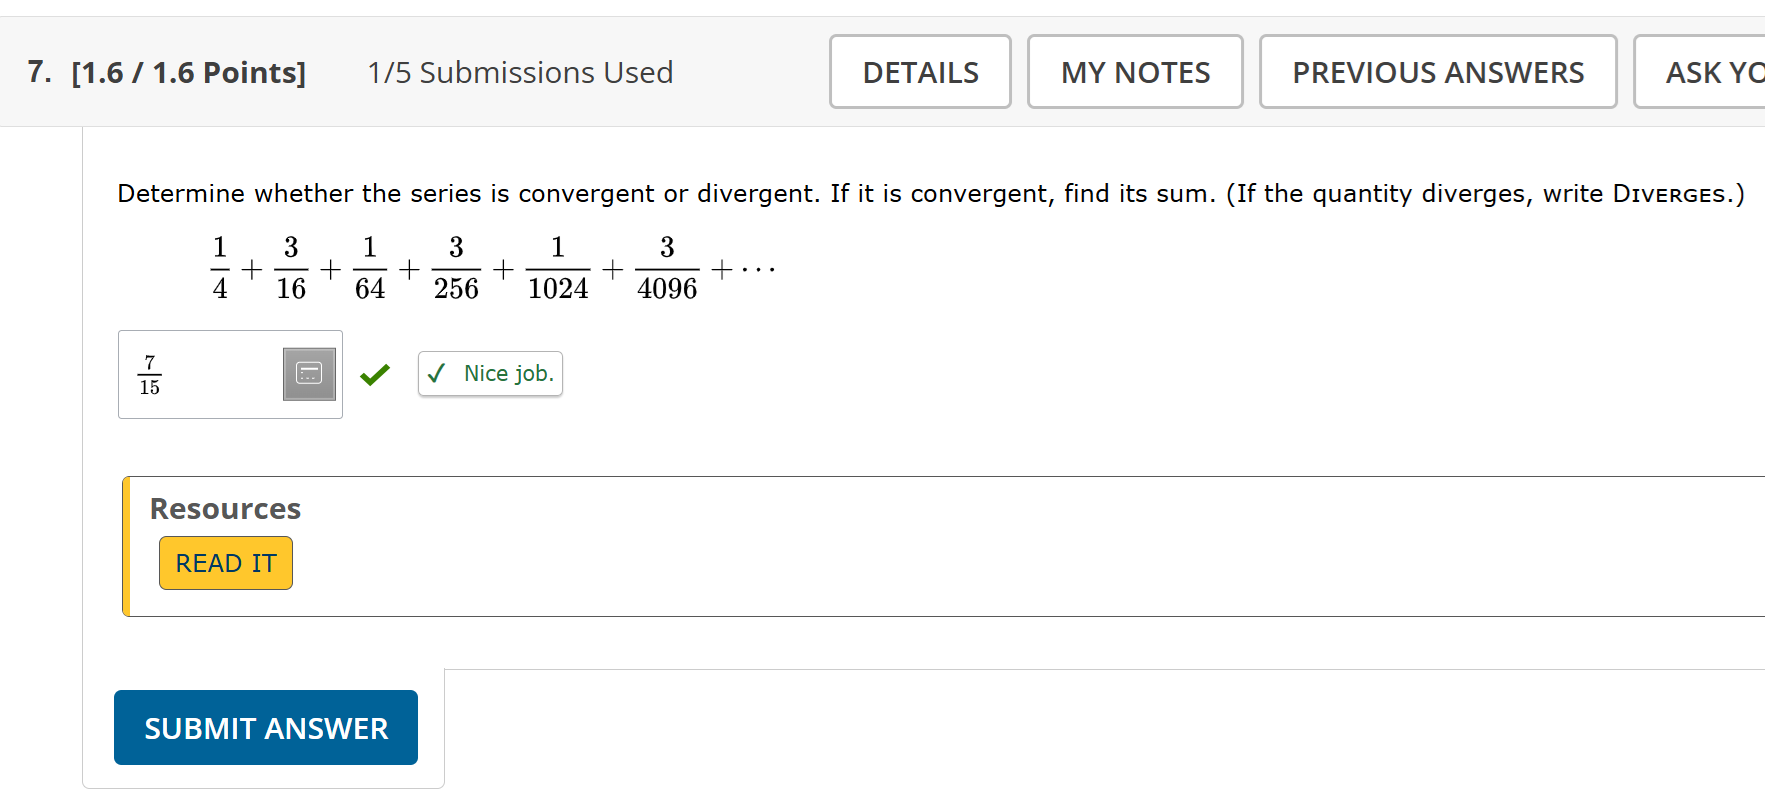 7. [1.6 / 1.6 Points] 1/5 Submissions Used DETAILS MY NOTES PREVIOUS ANSWERS ASK YO
Determine whether the series is convergent or divergent. If it is convergent, find its sum. (If the quantity diverges, write DIVERGES.)
1/4 + 3/16 + 1/64 + 3/256 + 1/1024 + 3/4096 + ⋯
7/15 ✓ Nice job.
Resources
READ IT
SUBMIT ANSWER